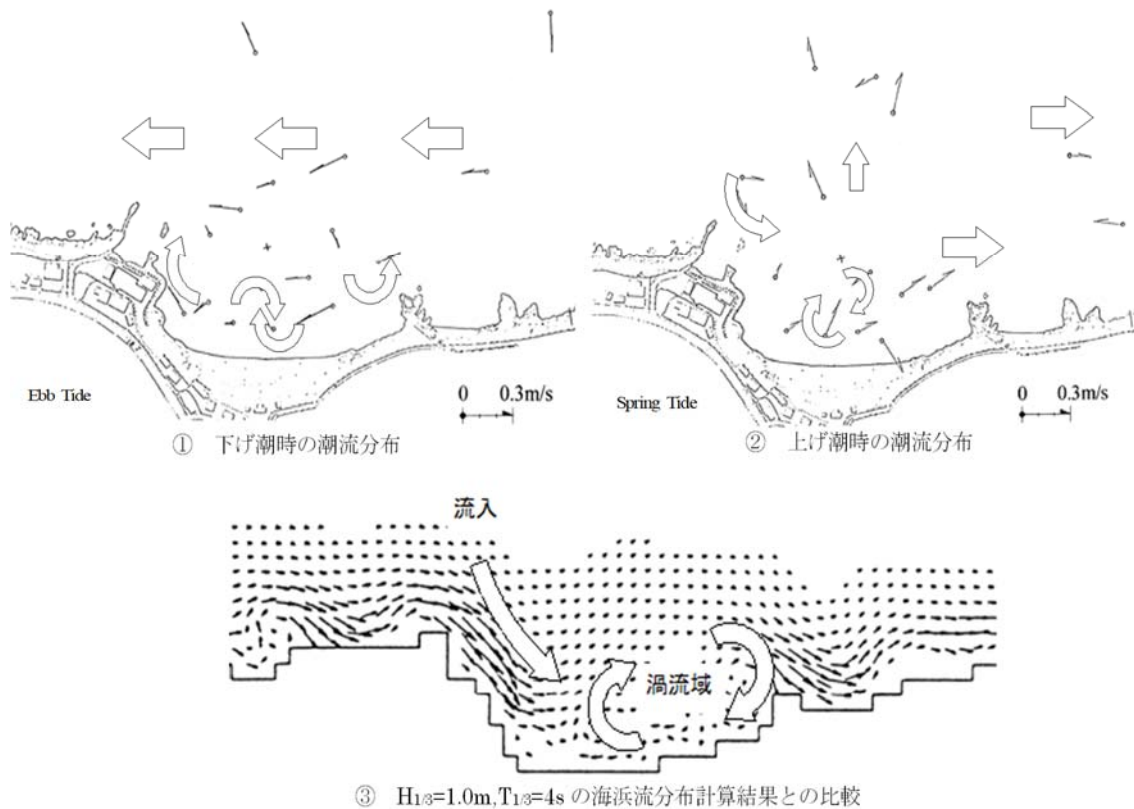 Ebb Tide
0 0.3m/s
① 下げ潮時の潮流分布
Spring Tide
0 0.3m/s
② 上げ潮時の潮流分布
流入
渦流域
③ H1/3=1.0m,T1/3=4s の海浜流分布計算結果との比較